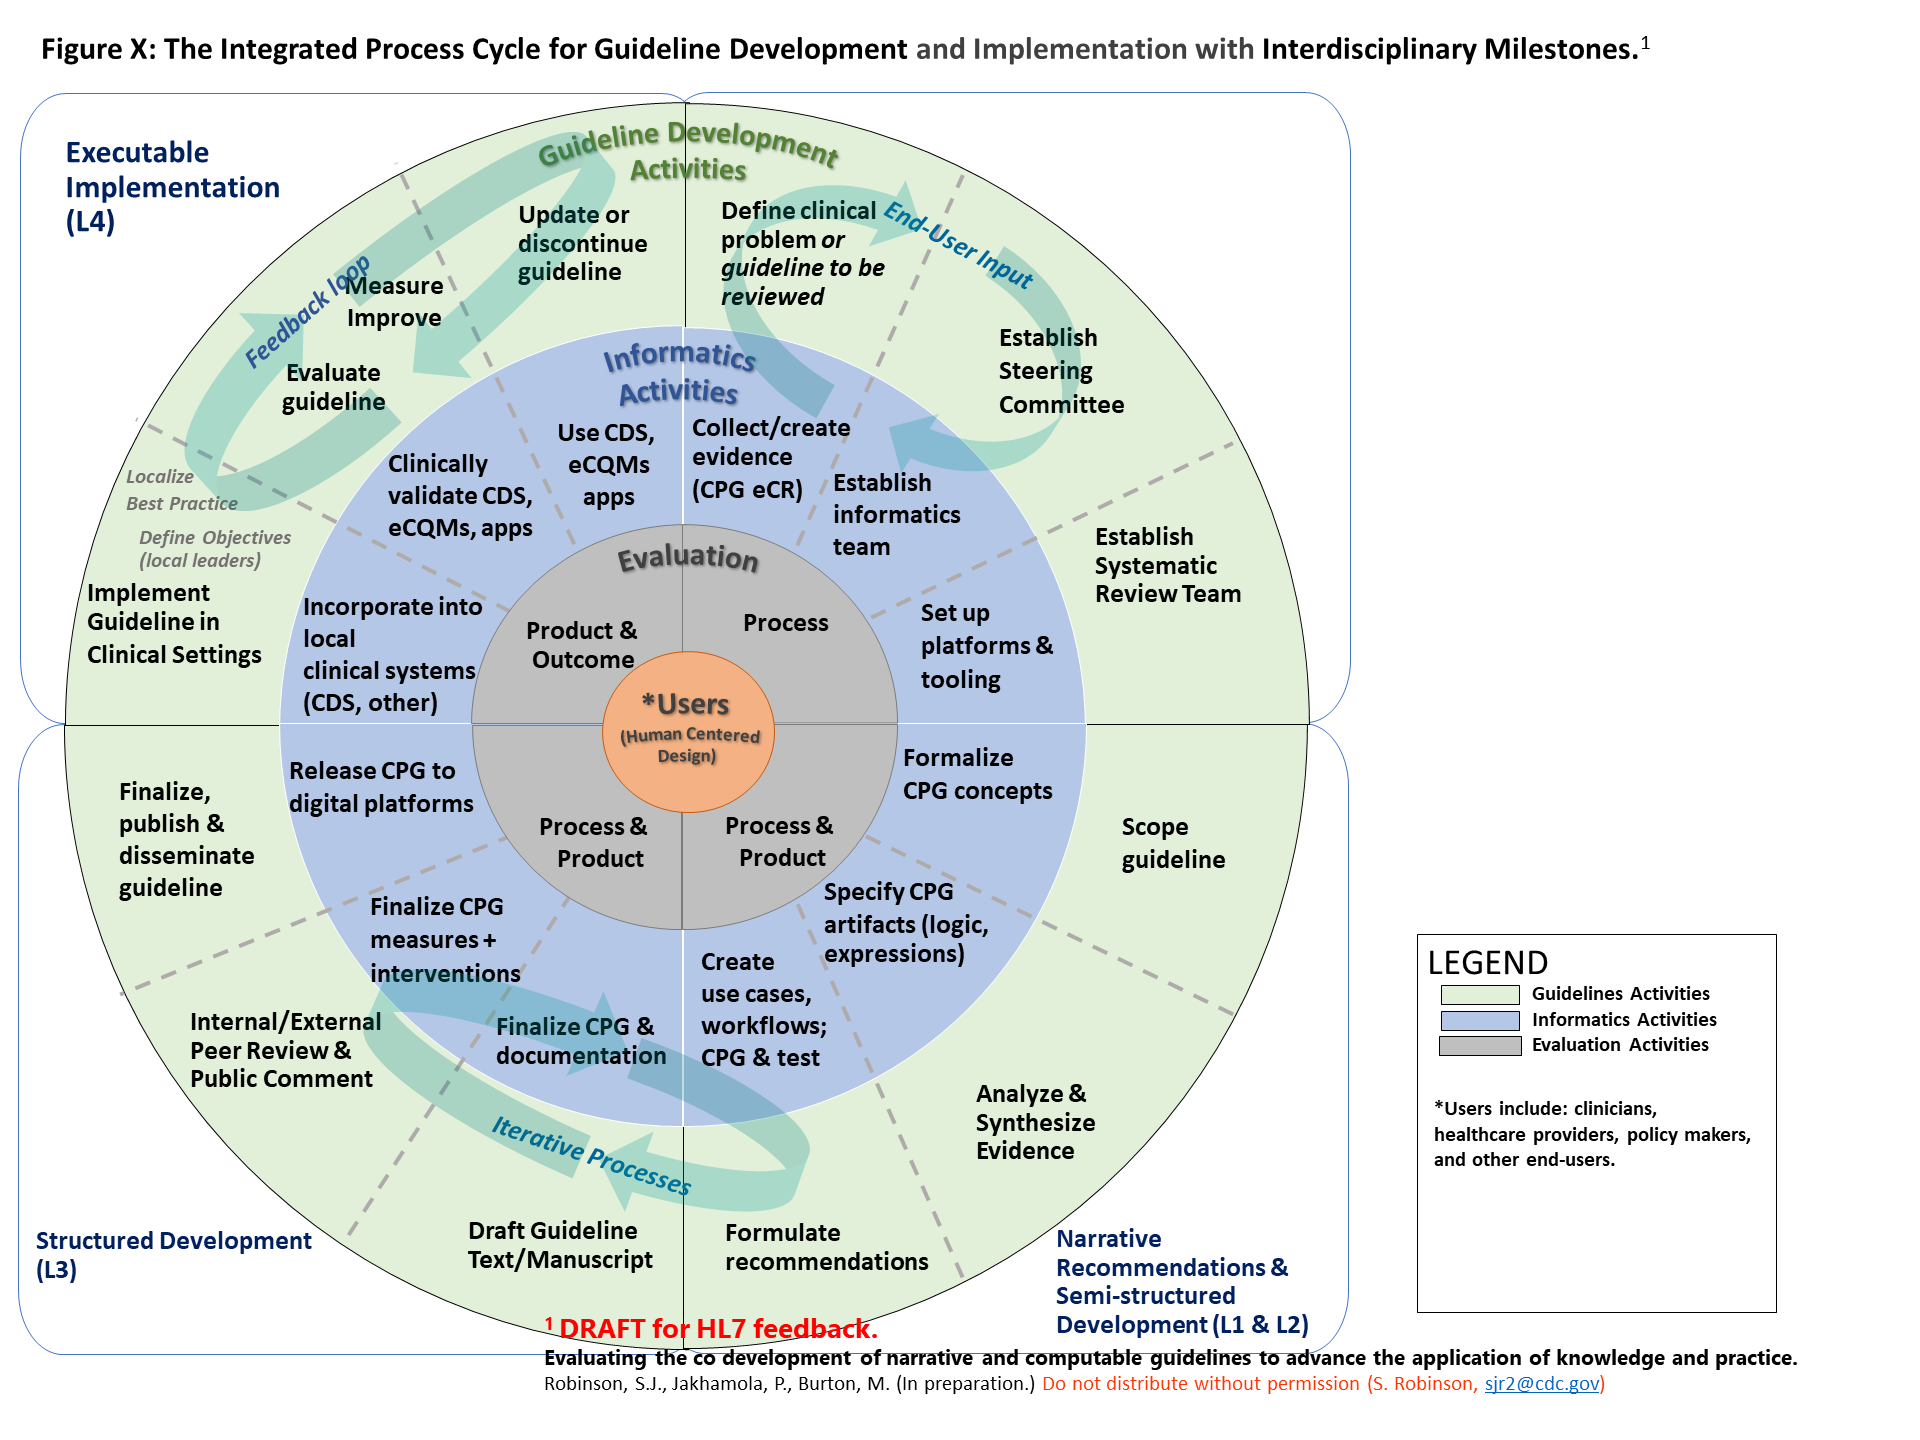 Figure X: The Integrated Process Cycle for Guideline Development and Implementation with Interdisciplinary Milestones.1
Executable
Implementation
(L4)
Guideline Development
Activities
Update or
discontinue
guideline
Define clinical
problem or
guideline to be
reviewed
End-User Input
Establish
Steering
Committee
Establish
Systematic
Review Team
Feedback loop
Measure
Improve
Evaluate
guideline
Localize
Best Practice
Define Objectives
(local leaders)
Implement
Guideline in
Clinical Settings
Informatics
Activities
Use CDS,
eCQMs
apps
Collect/create
evidence
(CPG eCR)
Establish
informatics
team
Set up
platforms &
tooling
Clinically
validate CDS,
eCQMs, apps
Incorporate into
local
clinical systems
(CDS, other)
Evaluation
Product &
Outcome
Process
*Users
(Human Centered
Design)
Process &
Product
Process &
Product
Release CPG to
digital platforms
Formalize
CPG concepts
Finalize,
publish &
disseminate
guideline
Scope
guideline
Finalize CPG
measures +
interventions
Specify CPG
artifacts (logic,
expressions)
Finalize CPG &
documentation
Create
use cases,
workflows;
CPG & test
Internal/External
Peer Review &
Public Comment
Analyze &
Synthesize
Evidence
Iterative Processes
Draft Guideline
Text/Manuscript
Formulate
recommendations
Structured Development
(L3)
Narrative
Recommendations &
Semi-structured
Development (L1 & L2)
LEGEND
Guidelines Activities
Informatics Activities
Evaluation Activities
*Users include: clinicians,
healthcare providers, policy makers,
and other end-users.
1 DRAFT for HL7 feedback.
Evaluating the co development of narrative and computable guidelines to advance the application of knowledge and practice.
Robinson, S.J., Jakhamola, P., Burton, M. (In preparation.) Do not distribute without permission (S. Robinson, sjr2@cdc.gov)